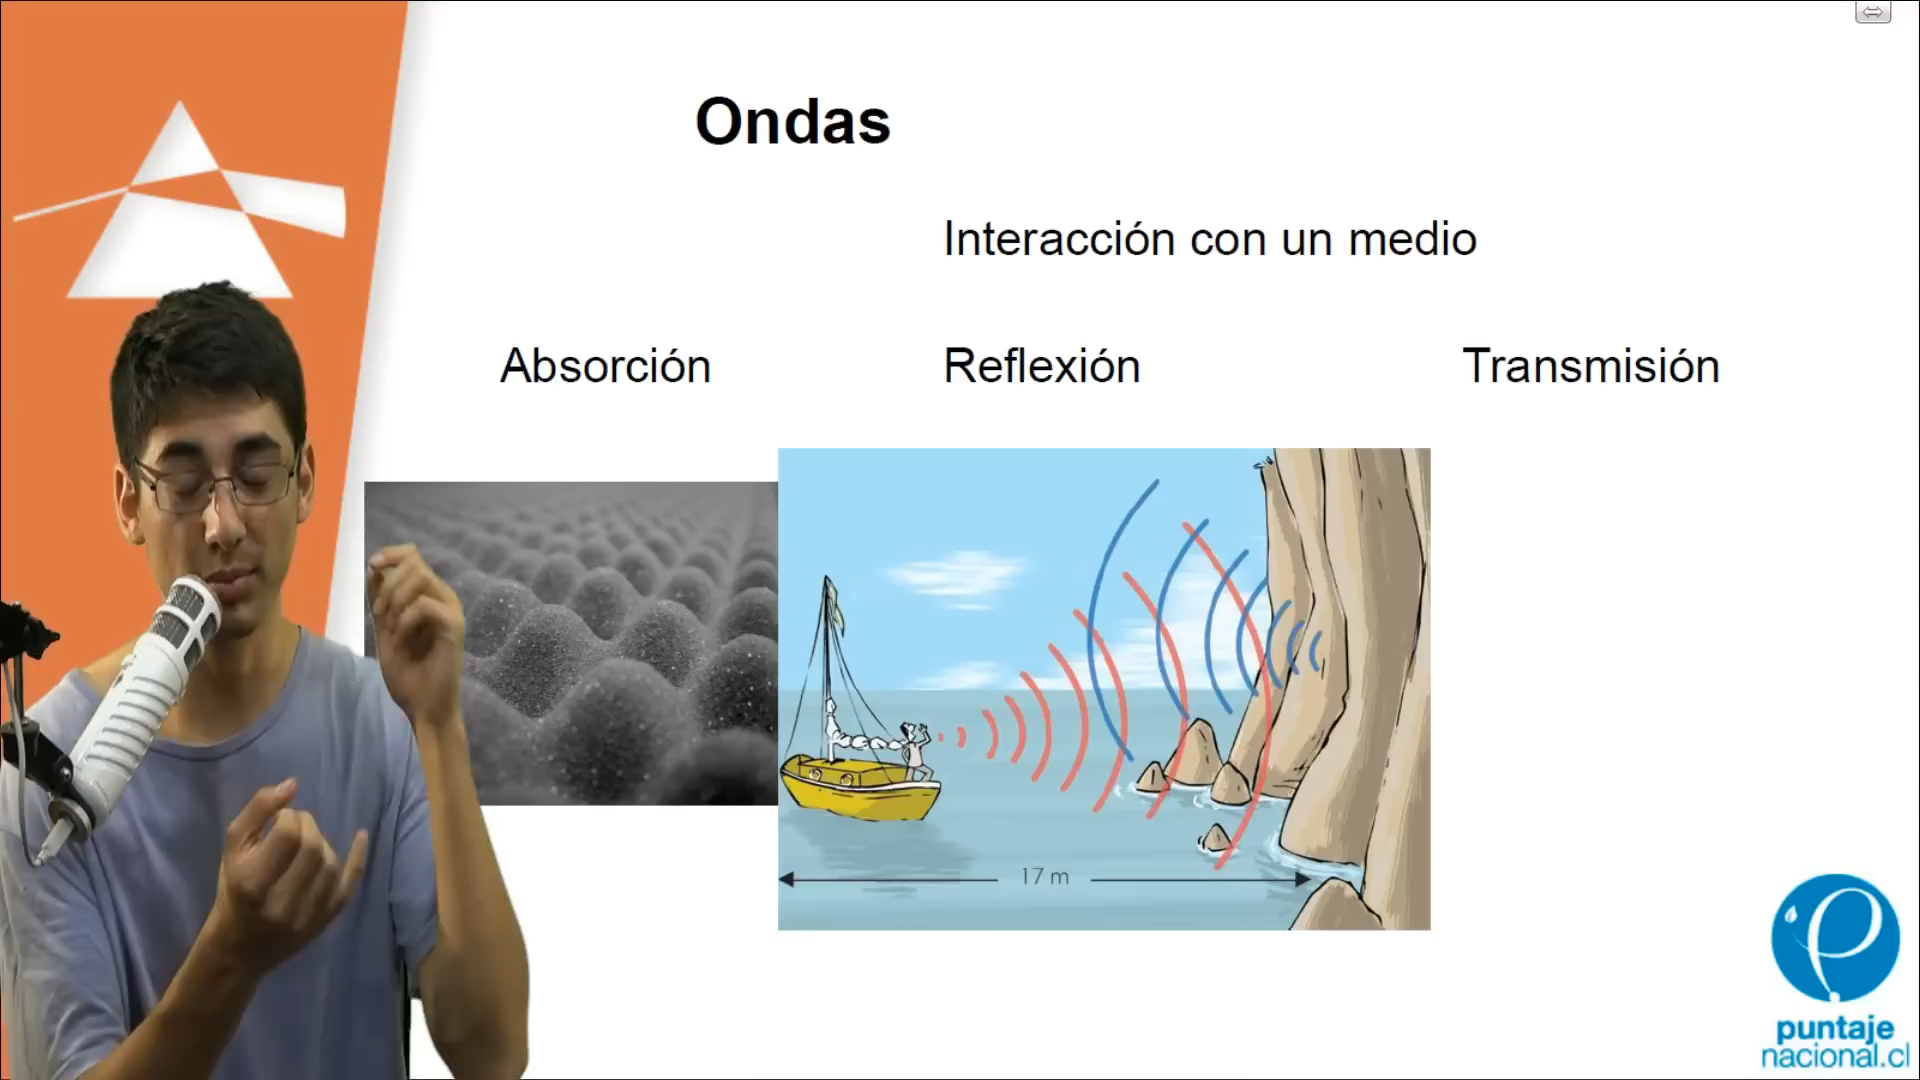 Ondas
Interacción con un medio
Absorción
Reflexión
Transmisión
17 m
puntaje
nacional.cl